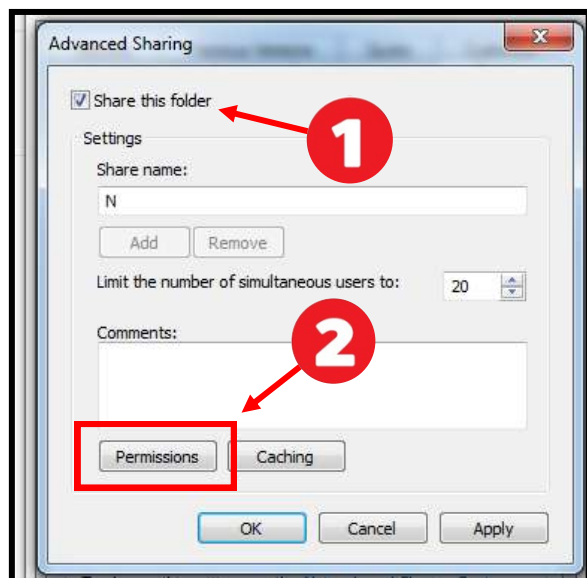 Advanced Sharing
Share this folder
1
Settings
Share name:
N
Add Remove
Limit the number of simultaneous users to: 20
2
Comments:
Permissions Caching
OK Cancel Apply